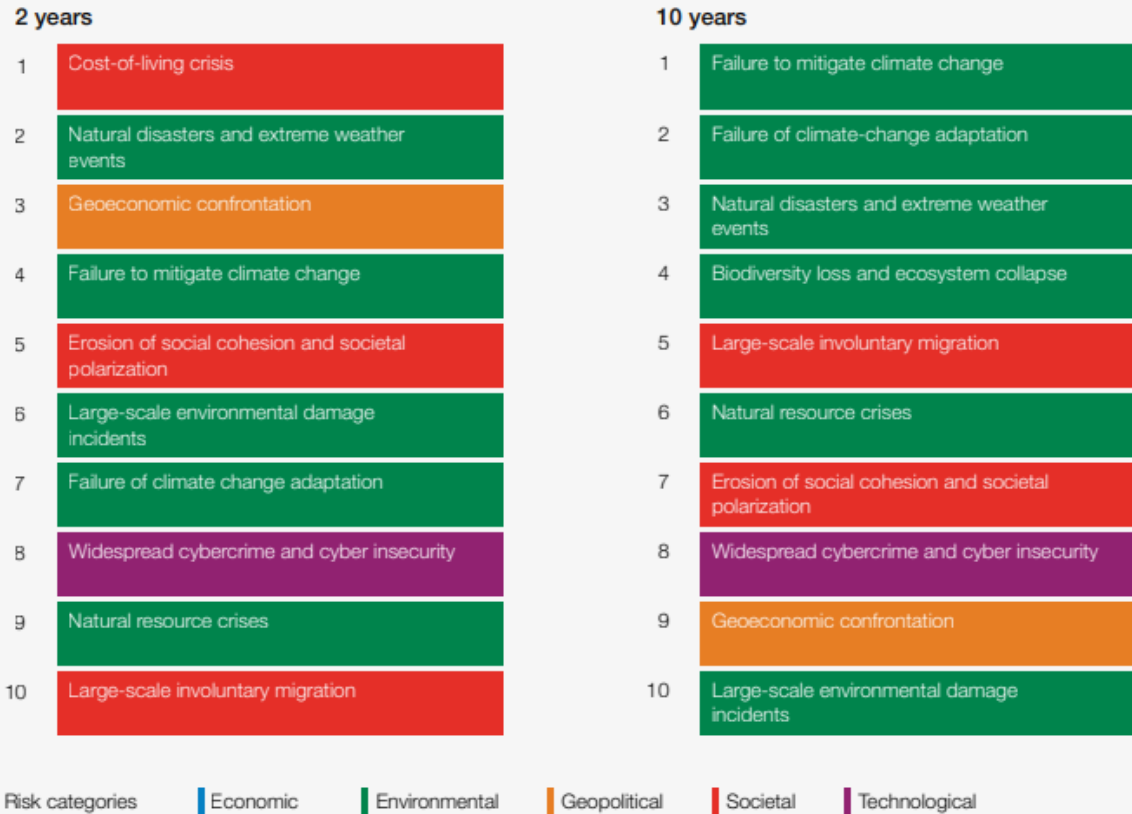 2 years
1
Cost-of-living crisis
2
Natural disasters and extreme weather
events
3
Geoeconomic confrontation
4
Failure to mitigate climate change
5
Erosion of social cohesion and societal
polarization
6
Large-scale environmental damage
incidents
7
Failure of climate change adaptation
8
Widespread cybercrime and cyber insecurity
9
Natural resource crises
10
Large-scale involuntary migration
10 years
1
Failure to mitigate climate change
2
Failure of climate-change adaptation
3
Natural disasters and extreme weather
events
4
Biodiversity loss and ecosystem collapse
5
Large-scale involuntary migration
6
Natural resource crises
7
Erosion of social cohesion and societal
polarization
8
Widespread cybercrime and cyber insecurity
9
Geoeconomic confrontation
10
Large-scale environmental damage
incidents
Risk categories
Economic
Environmental
Geopolitical
Societal
Technological